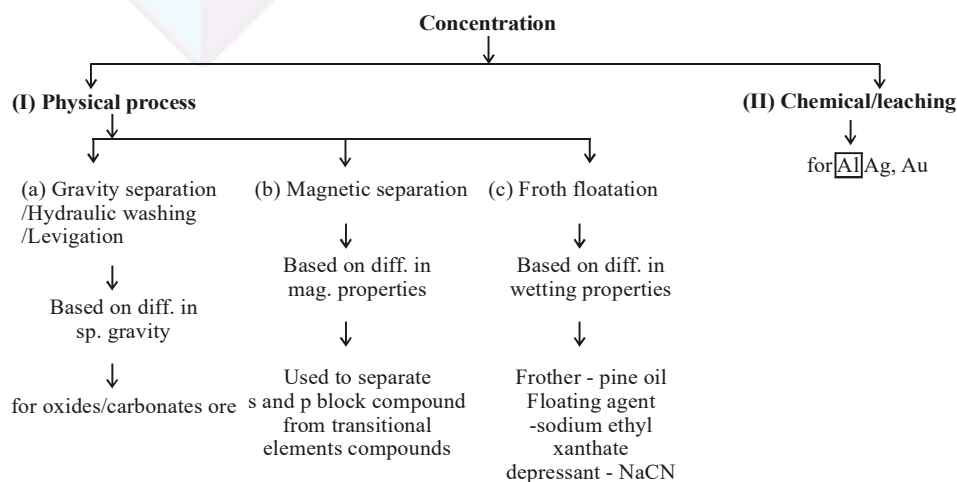 Concentration
(I) Physical process
(II) Chemical/leaching
for Al Ag, Au
(a) Gravity separation
/Hydraulic washing
/Levigation
Based on diff. in
sp. gravity
for oxides/carbonates ore
(b) Magnetic separation
Based on diff. in
mag. properties
Used to separate
s and p block compound
from transitional
elements compounds
(c) Froth floatation
Based on diff. in
wetting properties
Frother - pine oil
Floating agent
-sodium ethyl
xanthate
depressant - NaCN